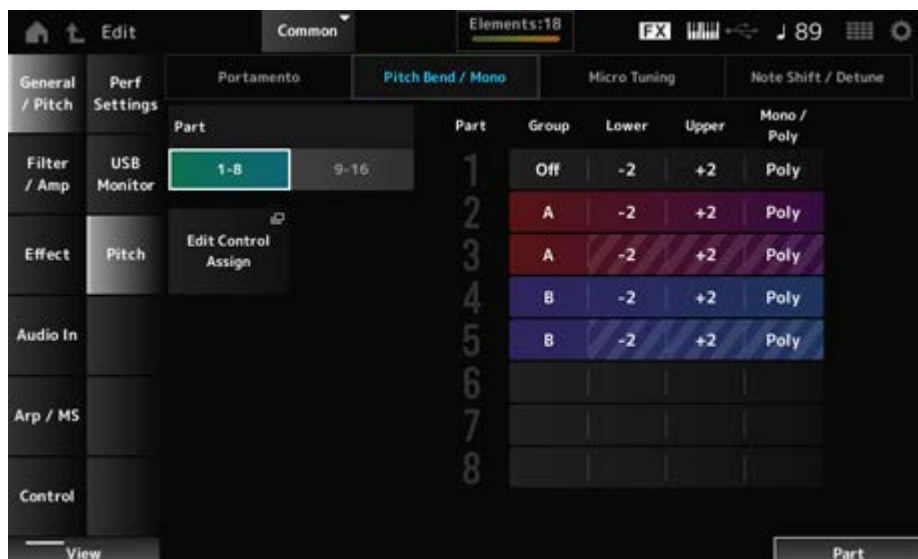 Edit Common Elements:18 FX ♩ 89
General / Pitch
Perf Settings
Portamento Pitch Bend / Mono Micro Tuning Note Shift / Detune
Part
1-8 9-16
Filter / Amp
USB Monitor
Edit Control Assign
Effect
Pitch
Audio In
Arp / MS
Control
View
Part Group Lower Upper Mono / Poly
1 Off -2 +2 Poly
2 A -2 +2 Poly
3 A -2 +2 Poly
4 B -2 +2 Poly
5 B -2 +2 Poly
6
7
8
Part